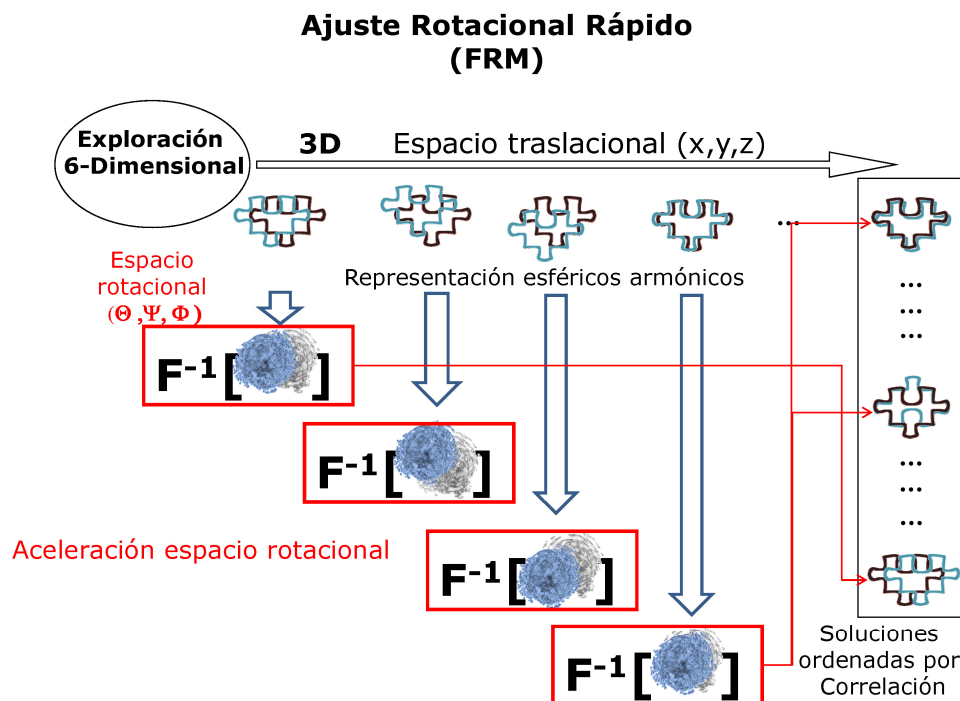 Ajuste Rotacional Rápido
(FRM)
Exploración
6-Dimensional
3D
Espacio traslacional (x,y,z)
...
Espacio
rotacional
(Θ ,Ψ, Φ)
Representación esféricos armónicos
...
...
...
F-1[ ]
F-1[ ]
...
...
...
Aceleración espacio rotacional
F-1[ ]
F-1[ ]
Soluciones
ordenadas por
Correlación